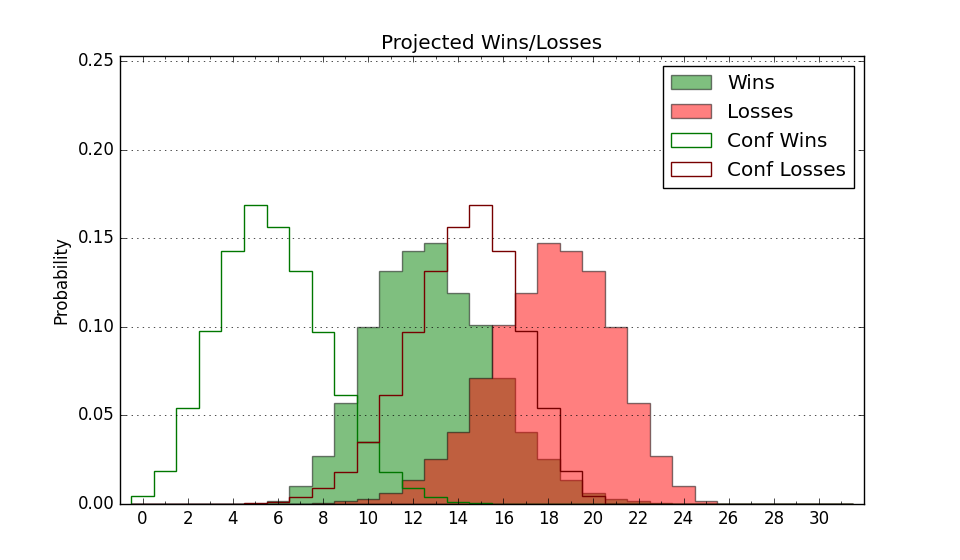 Projected Wins/Losses
0.25
0.20
0.15
0.10
0.05
0.00
Probability
Wins
Losses
Conf Wins
Conf Losses
0 2 4 6 8 10 12 14 16 18 20 22 24 26 28 30